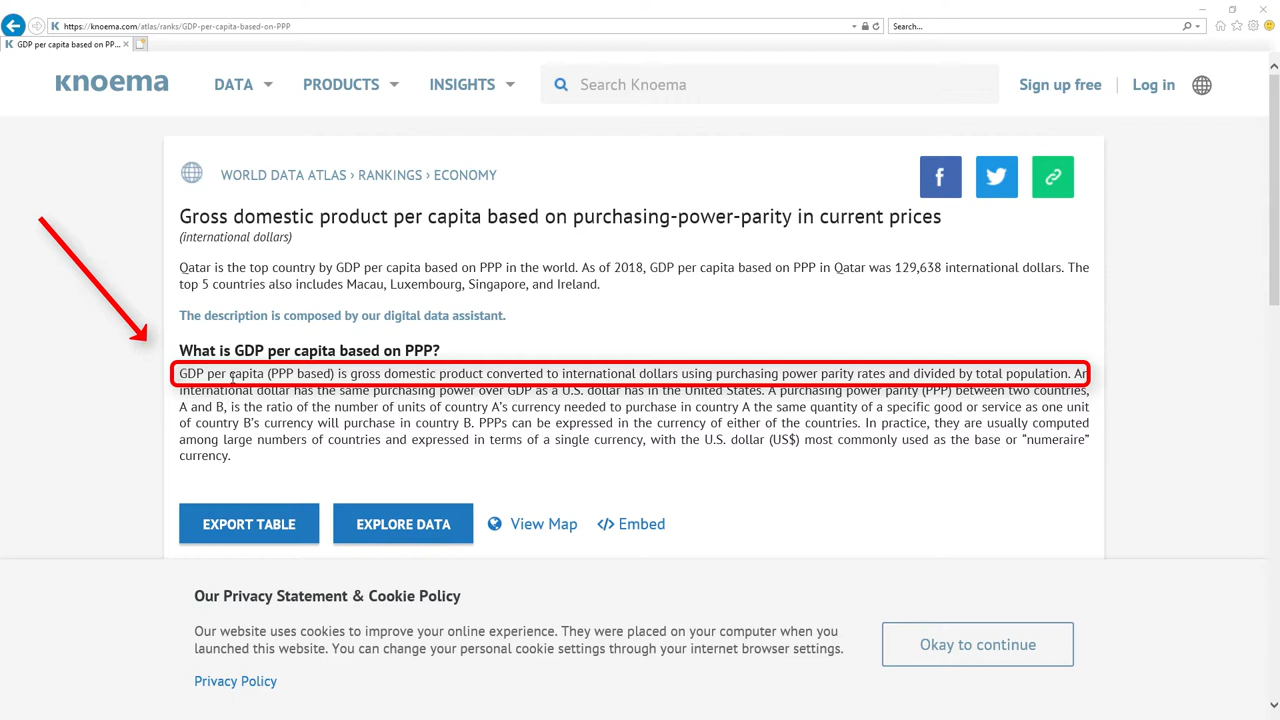 https://knoema.com/atlas/ranks/GDP-per-capita-based-on-PPP
Search...
K GDP per capita based on PP...
knoema DATA PRODUCTS INSIGHTS Search Knoema Sign up free Log in
WORLD DATA ATLAS › RANKINGS › ECONOMY
Gross domestic product per capita based on purchasing-power-parity in current prices
(international dollars)
Qatar is the top country by GDP per capita based on PPP in the world. As of 2018, GDP per capita based on PPP in Qatar was 129,638 international dollars. The
top 5 countries also includes Macau, Luxembourg, Singapore, and Ireland.
The description is composed by our digital data assistant.
What is GDP per capita based on PPP?
GDP per capita (PPP based) is gross domestic product converted to international dollars using purchasing power parity rates and divided by total population. An
international dollar has the same purchasing power over GDP as a U.S. dollar has in the United States. A purchasing power parity (PPP) between two countries,
A and B, is the ratio of the number of units of country A’s currency needed to purchase in country A the same quantity of a specific good or service as one unit
of country B’s currency will purchase in country B. PPPs can be expressed in the currency of either of the countries. In practice, they are usually computed
among large numbers of countries and expressed in terms of a single currency, with the U.S. dollar (US$) most commonly used as the base or “numeraire”
currency.
EXPORT TABLE EXPLORE DATA View Map </> Embed
Our Privacy Statement & Cookie Policy
Our website uses cookies to improve your online experience. They were placed on your computer when you
launched this website. You can change your personal cookie settings through your internet browser settings.
Okay to continue
Privacy Policy